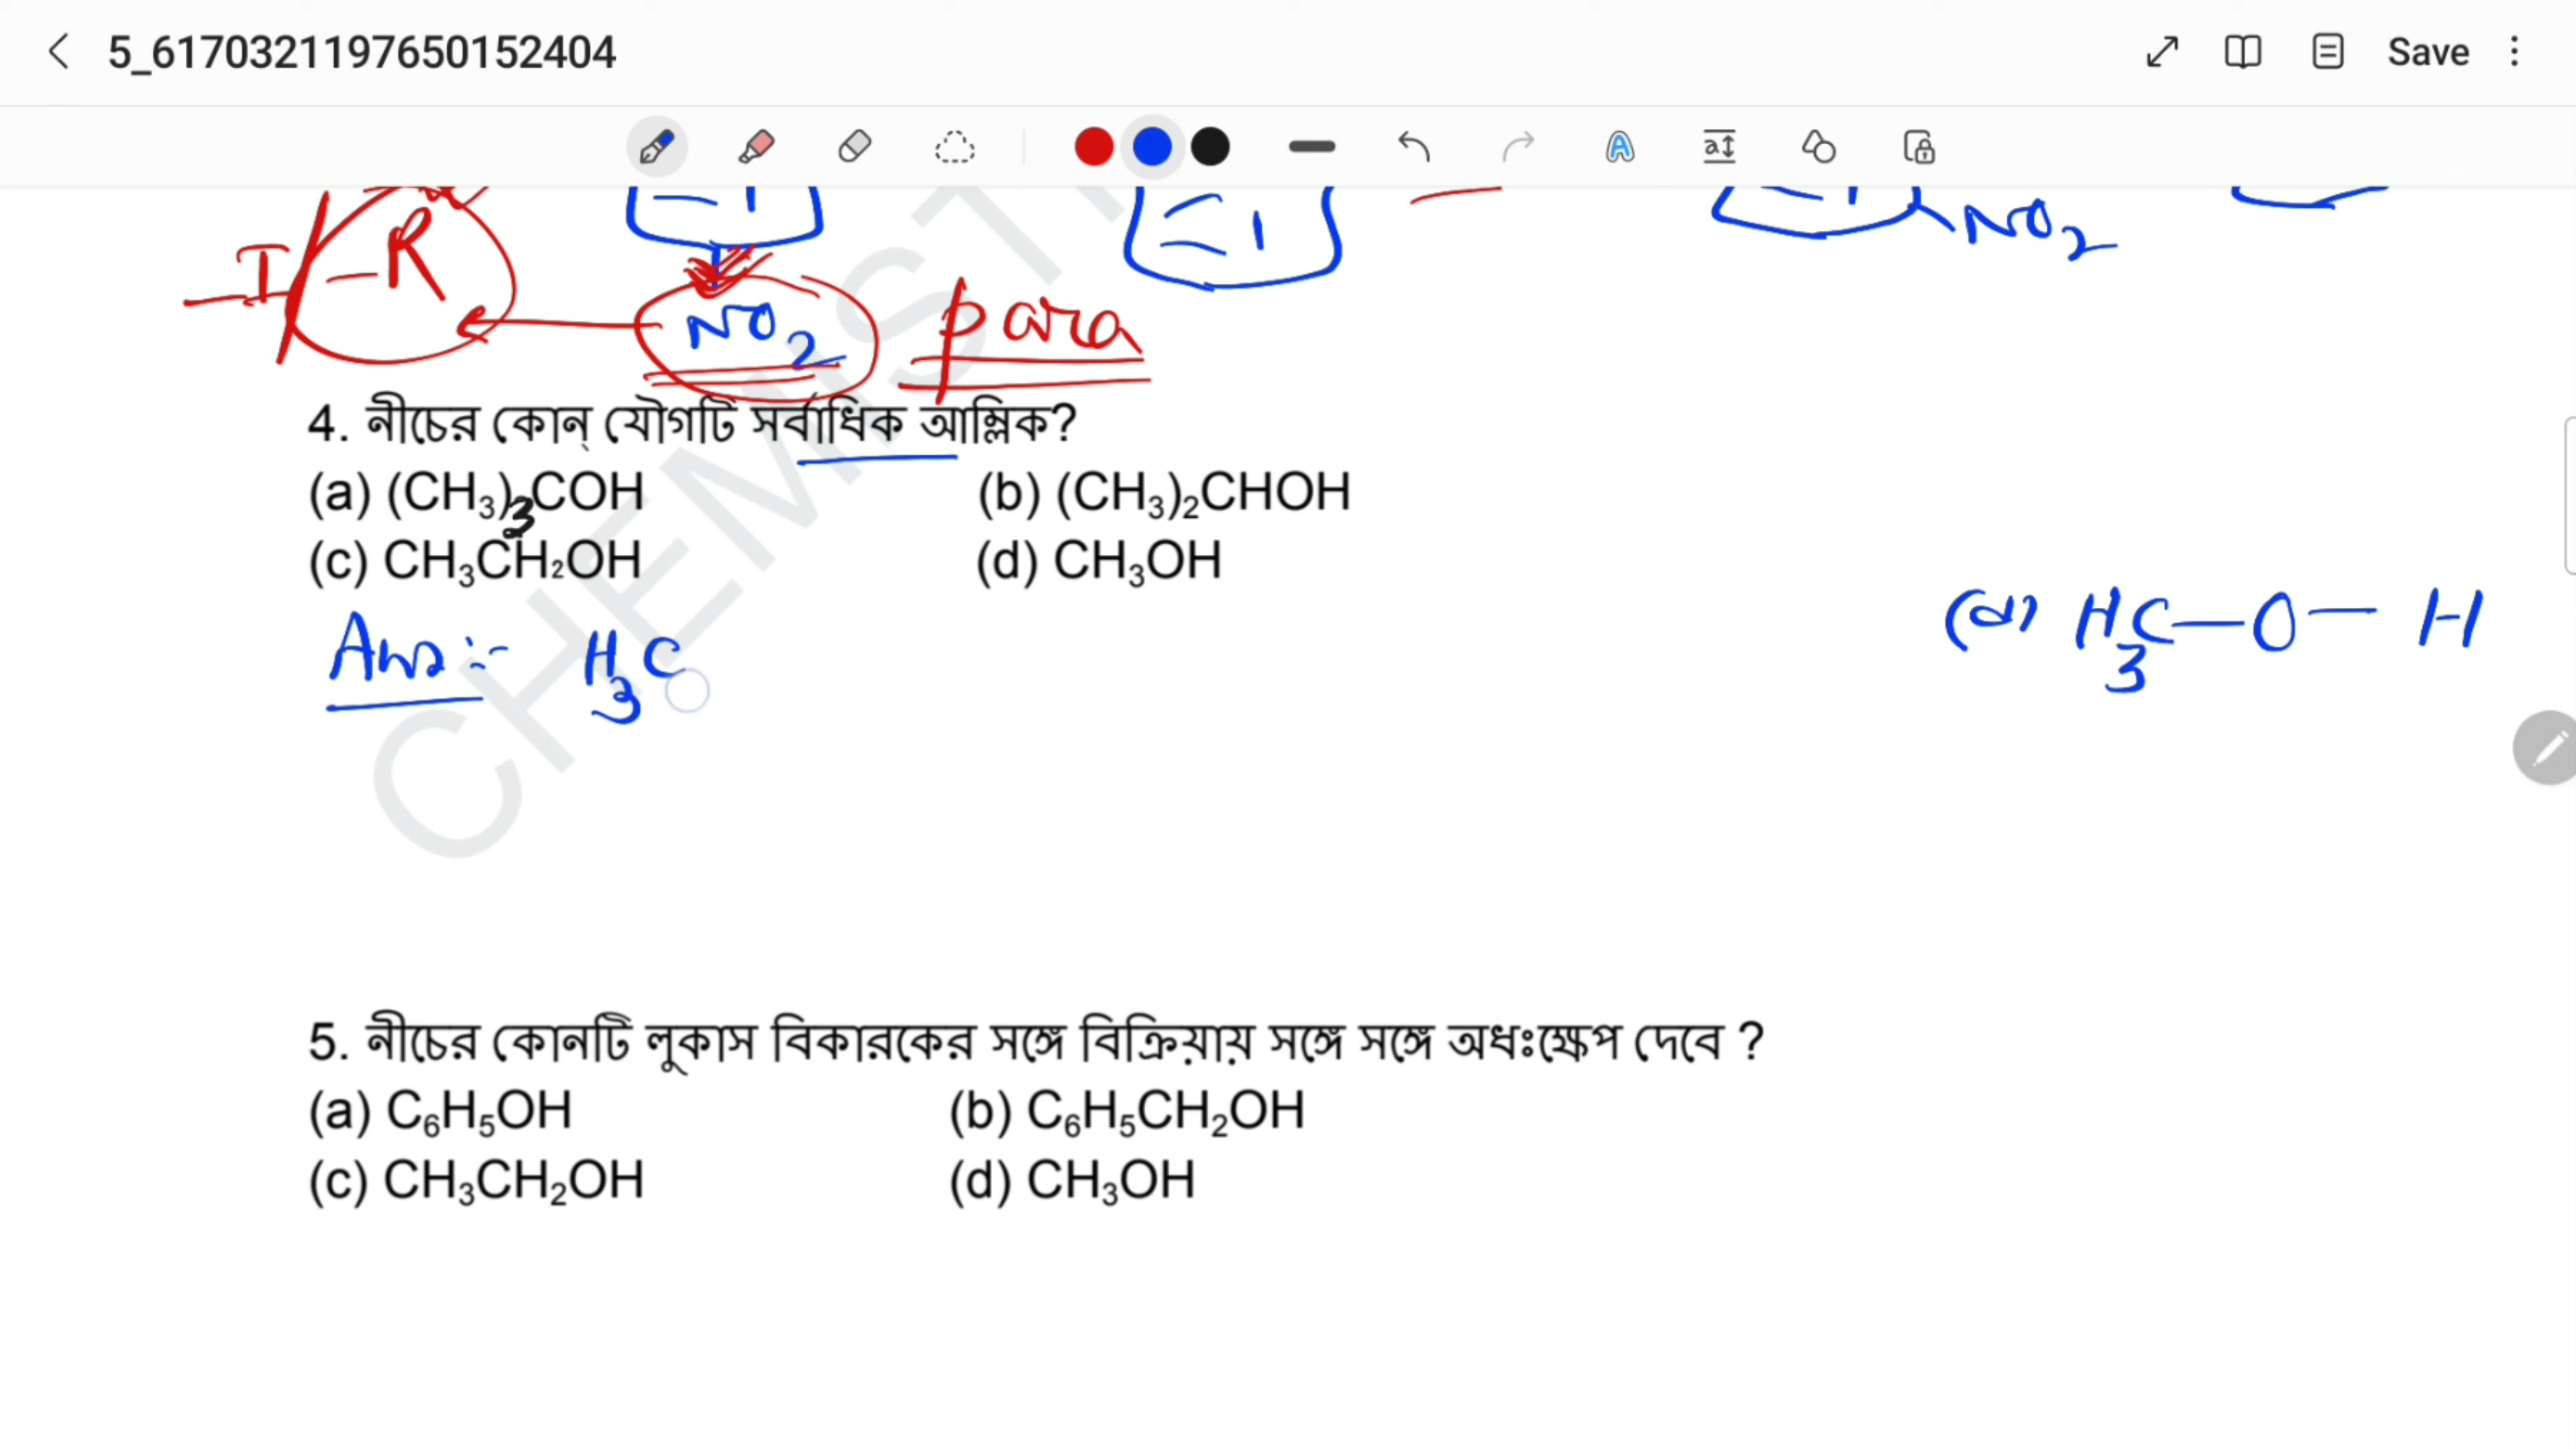 5_6170321197650152404 Save
NO2
-I -R NO2 para
4. নীচের কোন্ যৌগটি সর্বাধিক আম্লিক?
(a) (CH3)3COH (b) (CH3)2CHOH
(c) CH3CH2OH (d) CH3OH
Ans:- H3C (d) H3C-O-H
5. নীচের কোনটি লুকাস বিকারকের সঙ্গে বিক্রিয়ায় সঙ্গে সঙ্গে অধঃক্ষেপ দেবে ?
(a) C6H5OH (b) C6H5CH2OH
(c) CH3CH2OH (d) CH3OH